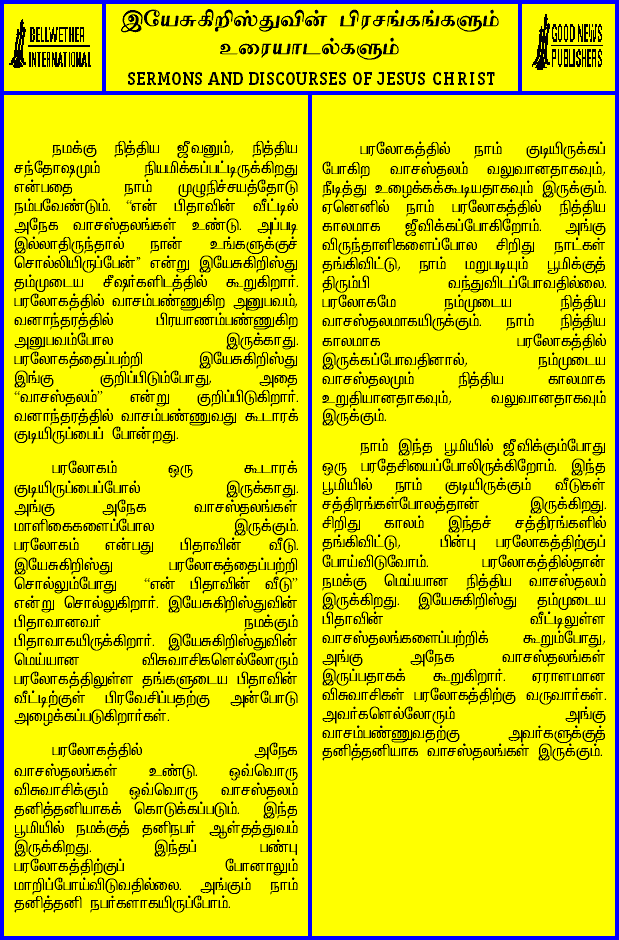 BELLWETHER
INTERNATIONAL
இயேசுகிறிஸ்துவின் பிரசங்கங்களும்
உரையாடல்களும்
SERMONS AND DISCOURSES OF JESUS CHRIST
GOOD NEWS
PUBLISHERS
நமக்கு நித்திய ஜீவனும், நித்திய
சந்தோஷமும் நியமிக்கப்பட்டிருக்கிறது
என்பதை நாம் முழுநிச்சயத்தோடு
நம்பவேண்டும். “என் பிதாவின் வீட்டில்
அநேக வாசஸ்தலங்கள் உண்டு. அப்படி
இல்லாதிருந்தால் நான் உங்களுக்குச்
சொல்லியிருப்பேன்” என்று இயேசுகிறிஸ்து
தம்முடைய சீஷர்களிடத்தில் கூறுகிறார்.
பரலோகத்தில் வாசம்பண்ணுகிற அனுபவம்,
வனாந்தரத்தில் பிரயாணம்பண்ணுகிற
அனுபவம்போல இருக்காது.
பரலோகத்தைப்பற்றி இயேசுகிறிஸ்து
இங்கு குறிப்பிடும்போது, அதை
“வாசஸ்தலம்” என்று குறிப்பிடுகிறார்.
வனாந்தரத்தில் வாசம்பண்ணுவது கூடாரக்
குடியிருப்பைப் போன்றது.
பரலோகம் ஒரு கூடாரக்
குடியிருப்பைப்போல் இருக்காது.
அங்கு அநேக வாசஸ்தலங்கள்
மாளிகைகளைப்போல இருக்கும்.
பரலோகம் என்பது பிதாவின் வீடு.
இயேசுகிறிஸ்து பரலோகத்தைப்பற்றி
சொல்லும்போது “என் பிதாவின் வீடு”
என்று சொல்லுகிறார். இயேசுகிறிஸ்துவின்
பிதாவானவர் நமக்கும்
பிதாவாகயிருக்கிறார். இயேசுகிறிஸ்துவின்
மெய்யான விசுவாசிகளெல்லோரும்
பரலோகத்திலுள்ள தங்களுடைய பிதாவின்
வீட்டிற்குள் பிரவேசிப்பதற்கு அன்போடு
அழைக்கப்படுகிறார்கள்.
பரலோகத்தில் அநேக
வாசஸ்தலங்கள் உண்டு. ஒவ்வொரு
விசுவாசிக்கும் ஒவ்வொரு வாசஸ்தலம்
தனித்தனியாகக் கொடுக்கப்படும். இந்த
பூமியில் நமக்குத் தனிநபர் ஆள்தத்துவம்
இருக்கிறது. இந்தப் பண்பு
பரலோகத்திற்குப் போனாலும்
மாறிப்போய்விடுவதில்லை. அங்கும் நாம்
தனித்தனி நபர்களாகயிருப்போம்.
பரலோகத்தில் நாம் குடியிருக்கப்
போகிற வாசஸ்தலம் வலுவானதாகவும்,
நீடித்து உழைக்கக்கூடியதாகவும் இருக்கும்.
ஏனெனில் நாம் பரலோகத்தில் நித்திய
காலமாக ஜீவிக்கப்போகிறோம். அங்கு
விருந்தாளிகளைப்போல சிறிது நாட்கள்
தங்கிவிட்டு, நாம் மறுபடியும் பூமிக்குத்
திரும்பி வந்துவிடப்போவதில்லை.
பரலோகமே நம்முடைய நித்திய
வாசஸ்தலமாகயிருக்கும். நாம் நித்திய
காலமாக பரலோகத்தில்
இருக்கப்போவதினால், நம்முடைய
வாசஸ்தலமும் நித்திய காலமாக
உறுதியானதாகவும், வலுவானதாகவும்
இருக்கும்.
நாம் இந்த பூமியில் ஜீவிக்கும்போது
ஒரு பரதேசியைப்போலிருக்கிறோம். இந்த
பூமியில் நாம் குடியிருக்கும் வீடுகள்
சத்திரங்கள்போலத்தான் இருக்கிறது.
சிறிது காலம் இந்தச் சத்திரங்களில்
தங்கிவிட்டு, பின்பு பரலோகத்திற்குப்
போய்விடுவோம். பரலோகத்தில்தான்
நமக்கு மெய்யான நித்திய வாசஸ்தலம்
இருக்கிறது. இயேசுகிறிஸ்து தம்முடைய
பிதாவின் வீட்டிலுள்ள
வாசஸ்தலங்களைப்பற்றிக் கூறும்போது,
அங்கு அநேக வாசஸ்தலங்கள்
இருப்பதாகக் கூறுகிறார். ஏராளமான
விசுவாசிகள் பரலோகத்திற்கு வருவார்கள்.
அவர்களெல்லோரும் அங்கு
வாசம்பண்ணுவதற்கு அவர்களுக்குத்
தனித்தனியாக வாசஸ்தலங்கள் இருக்கும்.